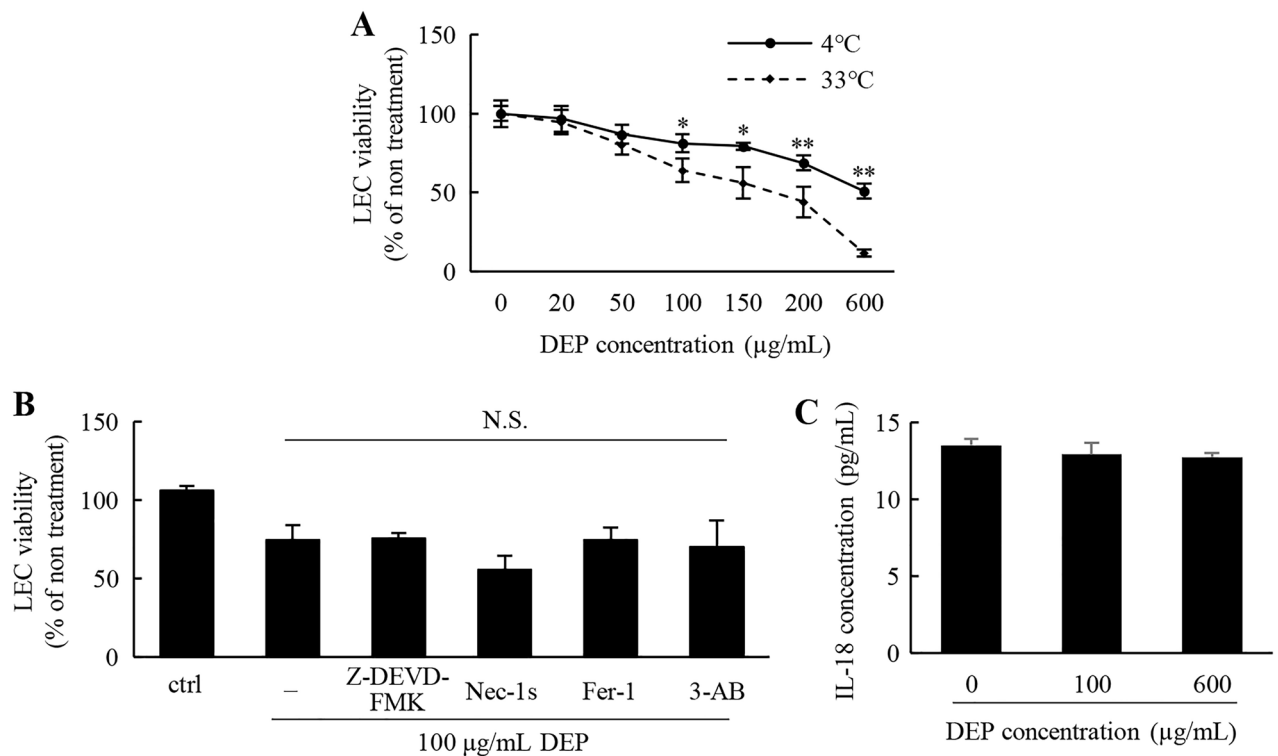 A
150
100
50
0
LEC viability
(% of non treatment)
4℃
33℃
* * ** **
0 20 50 100 150 200 600
DEP concentration (µg/mL)
B
150
100
50
0
LEC viability
(% of non treatment)
N.S.
ctrl – Z-DEVD-FMK Nec-1s Fer-1 3-AB
100 µg/mL DEP
C
15
10
5
0
IL-18 concentration (pg/mL)
0 100 600
DEP concentration (µg/mL)